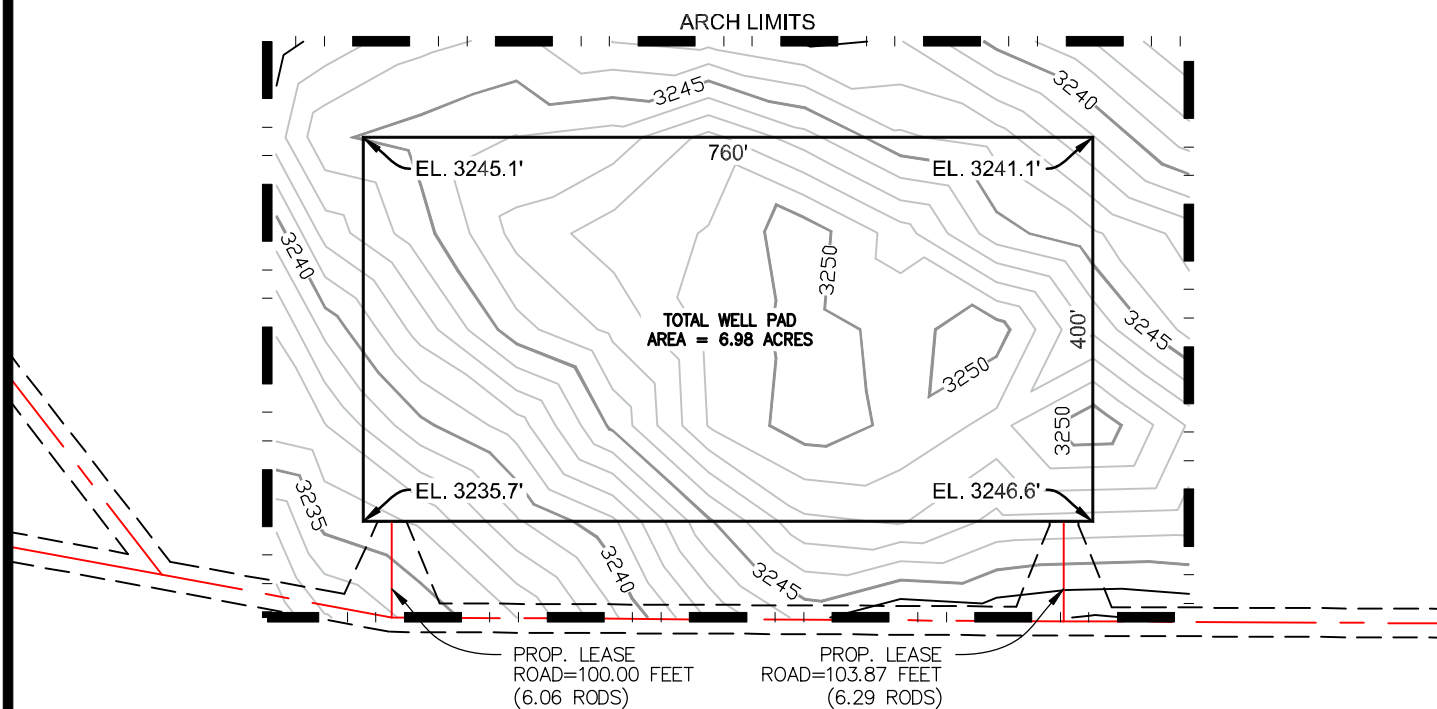 ARCH LIMITS
3245
3240
760'
EL. 3245.1'
EL. 3241.1'
3240
3250
TOTAL WELL PAD
AREA = 6.98 ACRES
400'
3245
3250
3250
EL. 3235.7'
EL. 3246.6'
3235
3240
3245
PROP. LEASE
ROAD=100.00 FEET
(6.06 RODS)
PROP. LEASE
ROAD=103.87 FEET
(6.29 RODS)